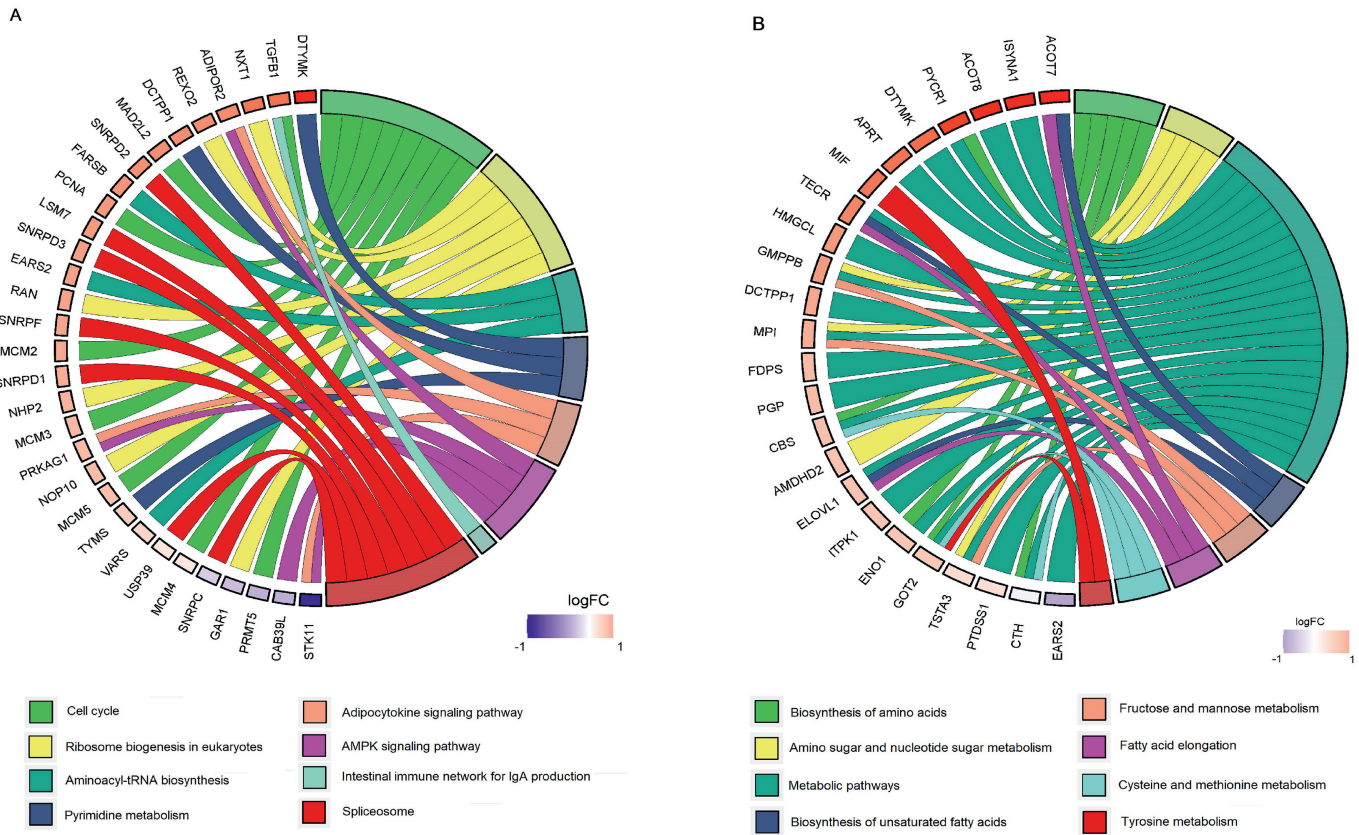 A
DTYMK
TGFB1
NXT1
ADIPOR2
REXO2
DCTPP1
MAD2L2
SNRPD2
FARSB
PCNA
LSM7
SNRPD3
EARS2
RAN
SNRPF
MCM2
SNRPD1
NHP2
MCM3
PRKAG1
NOP10
MCM5
TYMS
VARS
USP39
MCM4
SNRPC
GAR1
PRMT5
CAB39L
STK11
logFC
-1 1
Cell cycle
Ribosome biogenesis in eukaryotes
Aminoacyl-tRNA biosynthesis
Pyrimidine metabolism
Adipocytokine signaling pathway
AMPK signaling pathway
Intestinal immune network for IgA production
Spliceosome
B
ACOT7
ISYNA1
ACOT8
PYCR1
DTYMK
APRT
MIF
TECR
HMGCL
GMPPB
DCTPP1
MPI
FDPS
PGP
CBS
AMDHD2
ELOVL1
ITPK1
ENO1
GOT2
TSTA3
PTDSS1
CTH
EARS2
logFC
-1 1
Biosynthesis of amino acids
Amino sugar and nucleotide sugar metabolism
Metabolic pathways
Biosynthesis of unsaturated fatty acids
Fructose and mannose metabolism
Fatty acid elongation
Cysteine and methionine metabolism
Tyrosine metabolism